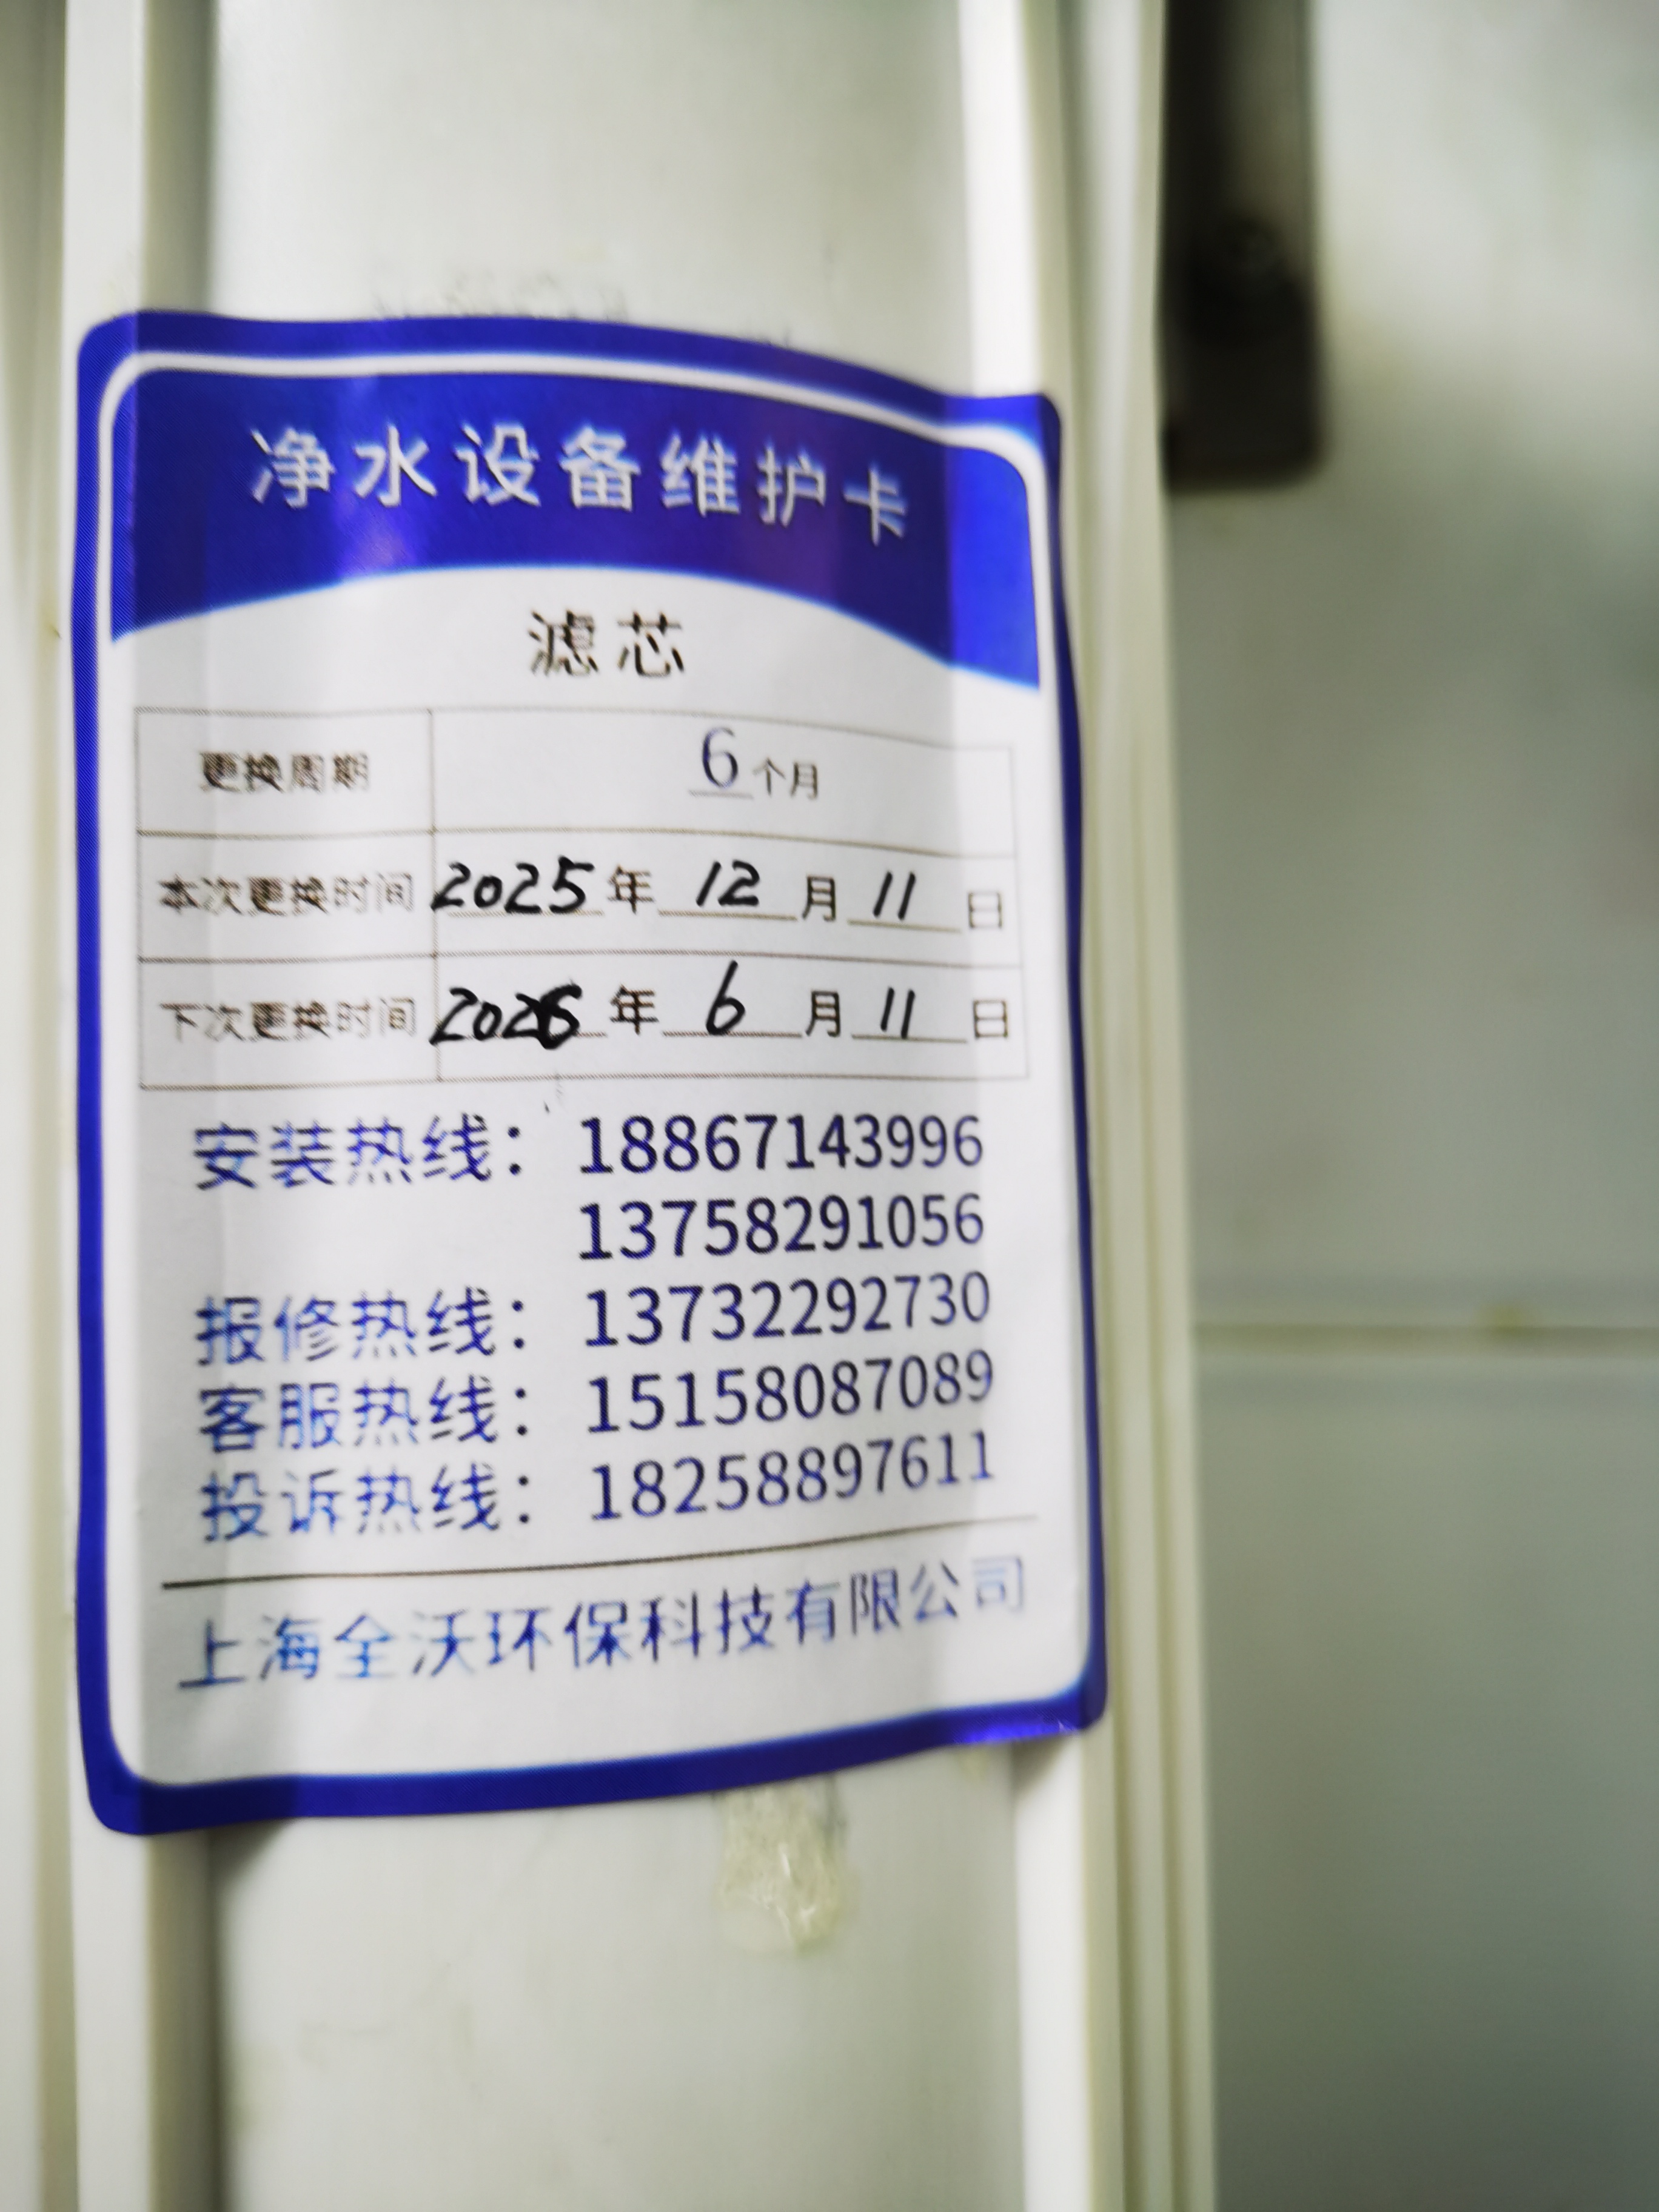 净水设备维护卡
滤芯
更换周期 6个月
本次更换时间 2025年12月11日
下次更换时间 2026年6月11日
安装热线：18867143996
13758291056
报修热线：13732292730
客服热线：15158087089
投诉热线：18258897611
上海全沃环保科技有限公司